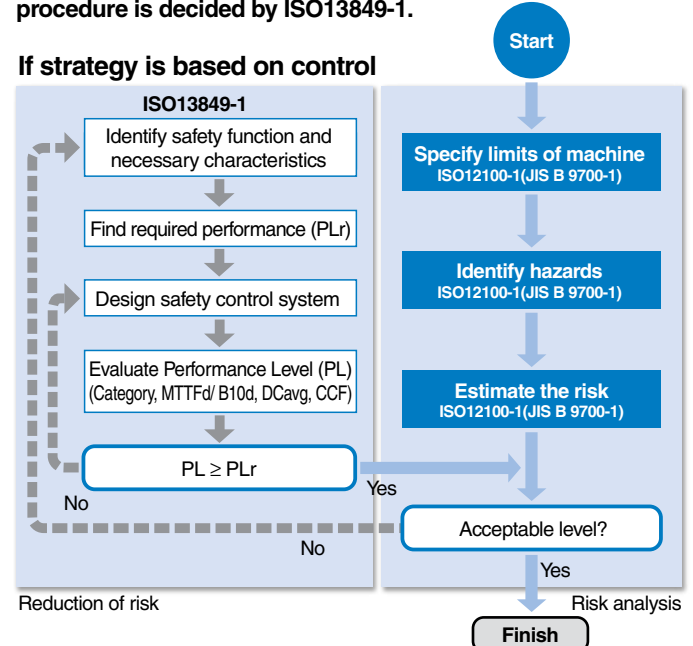 procedure is decided by ISO13849-1.
If strategy is based on control
ISO13849-1
Identify safety function and
necessary characteristics
Find required performance (PLr)
Design safety control system
Evaluate Performance Level (PL)
(Category, MTTFd/ B10d, DCavg, CCF)
PL ≥ PLr
No
Yes
No
Reduction of risk
Start
Specify limits of machine
ISO12100-1(JIS B 9700-1)
Identify hazards
ISO12100-1(JIS B 9700-1)
Estimate the risk
ISO12100-1(JIS B 9700-1)
Acceptable level?
Yes
Risk analysis
Finish